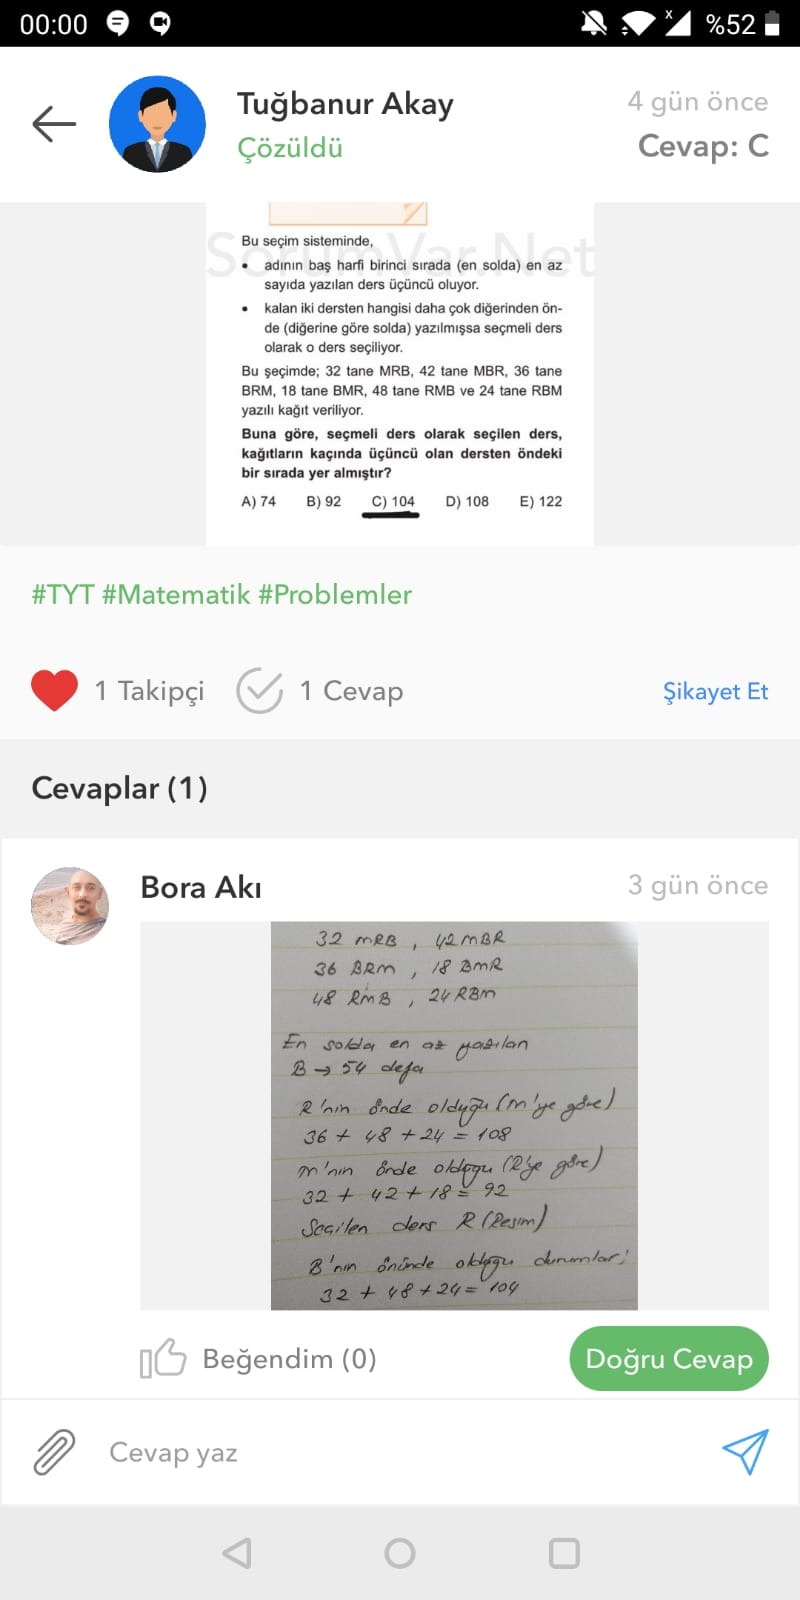 00:00
%52
Tuğbanur Akay
4 gün önce
Çözüldü
Cevap: C
SorumVar.Net
Bu seçim sisteminde,
• adının baş harfi birinci sırada (en solda) en az
sayıda yazılan ders üçüncü oluyor.
• kalan iki dersten hangisi daha çok diğerinden ön-
de (diğerine göre solda) yazılmışsa seçmeli ders
olarak o ders seçiliyor.
Bu şeçimde; 32 tane MRB, 42 tane MBR, 36 tane
BRM, 18 tane BMR, 48 tane RMB ve 24 tane RBM
yazılı kağıt veriliyor.
Buna göre, seçmeli ders olarak seçilen ders,
kağıtların kaçında üçüncü olan dersten öndeki
bir sırada yer almıştır?
A) 74 B) 92 C) 104 D) 108 E) 122
#TYT #Matematik #Problemler
1 Takipçi 1 Cevap Şikayet Et
Cevaplar (1)
Bora Akı
3 gün önce
32 MRB, 42 MBR
36 BRM, 18 BMR
48 RMB, 24 RBM
En solda en az yazılan
B → 54 defa
R'nin önde olduğu (M'ye göre)
36 + 48 + 24 = 108
M'nin önde olduğu (R'ye göre)
32 + 42 + 18 = 92
Seçilen ders R (Resim)
B'nin önünde olduğu durumlar;
32 + 48 + 24 = 104
Beğendim (0)
Doğru Cevap
Cevap yaz